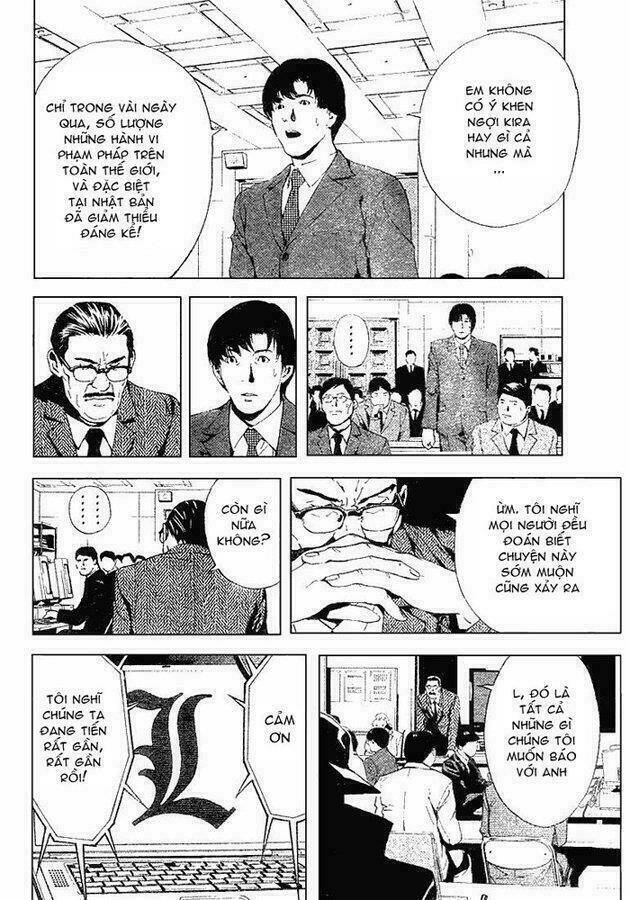 EM KHÔNG
CÓ Ý KHEN
NGỢI KIRA
HAY GÌ CẢ
NHƯNG MÀ
...
CHỈ TRONG VÀI NGÀY
QUA, SỐ LƯỢNG
NHỮNG HÀNH VI
PHẠM PHÁP TRÊN
TOÀN THẾ GIỚI,
VÀ ĐẶC BIỆT
TẠI NHẬT BẢN
ĐÃ GIẢM THIỂU
ĐÁNG KỂ!
ỪM. TÔI NGHĨ
MỌI NGƯỜI ĐỀU
ĐOÁN BIẾT
CHUYỆN NÀY
SỚM MUỘN
CŨNG XẢY RA
CÒN GÌ
NỮA
KHÔNG?
L, ĐÓ LÀ
TẤT CẢ
NHỮNG GÌ
CHÚNG TÔI
MUỐN BÁO
VỚI ANH
CẢM
ƠN
L
TÔI NGHĨ
CHÚNG TA
ĐANG TIẾN
RẤT GẦN,
RẤT GẦN
RỒI!